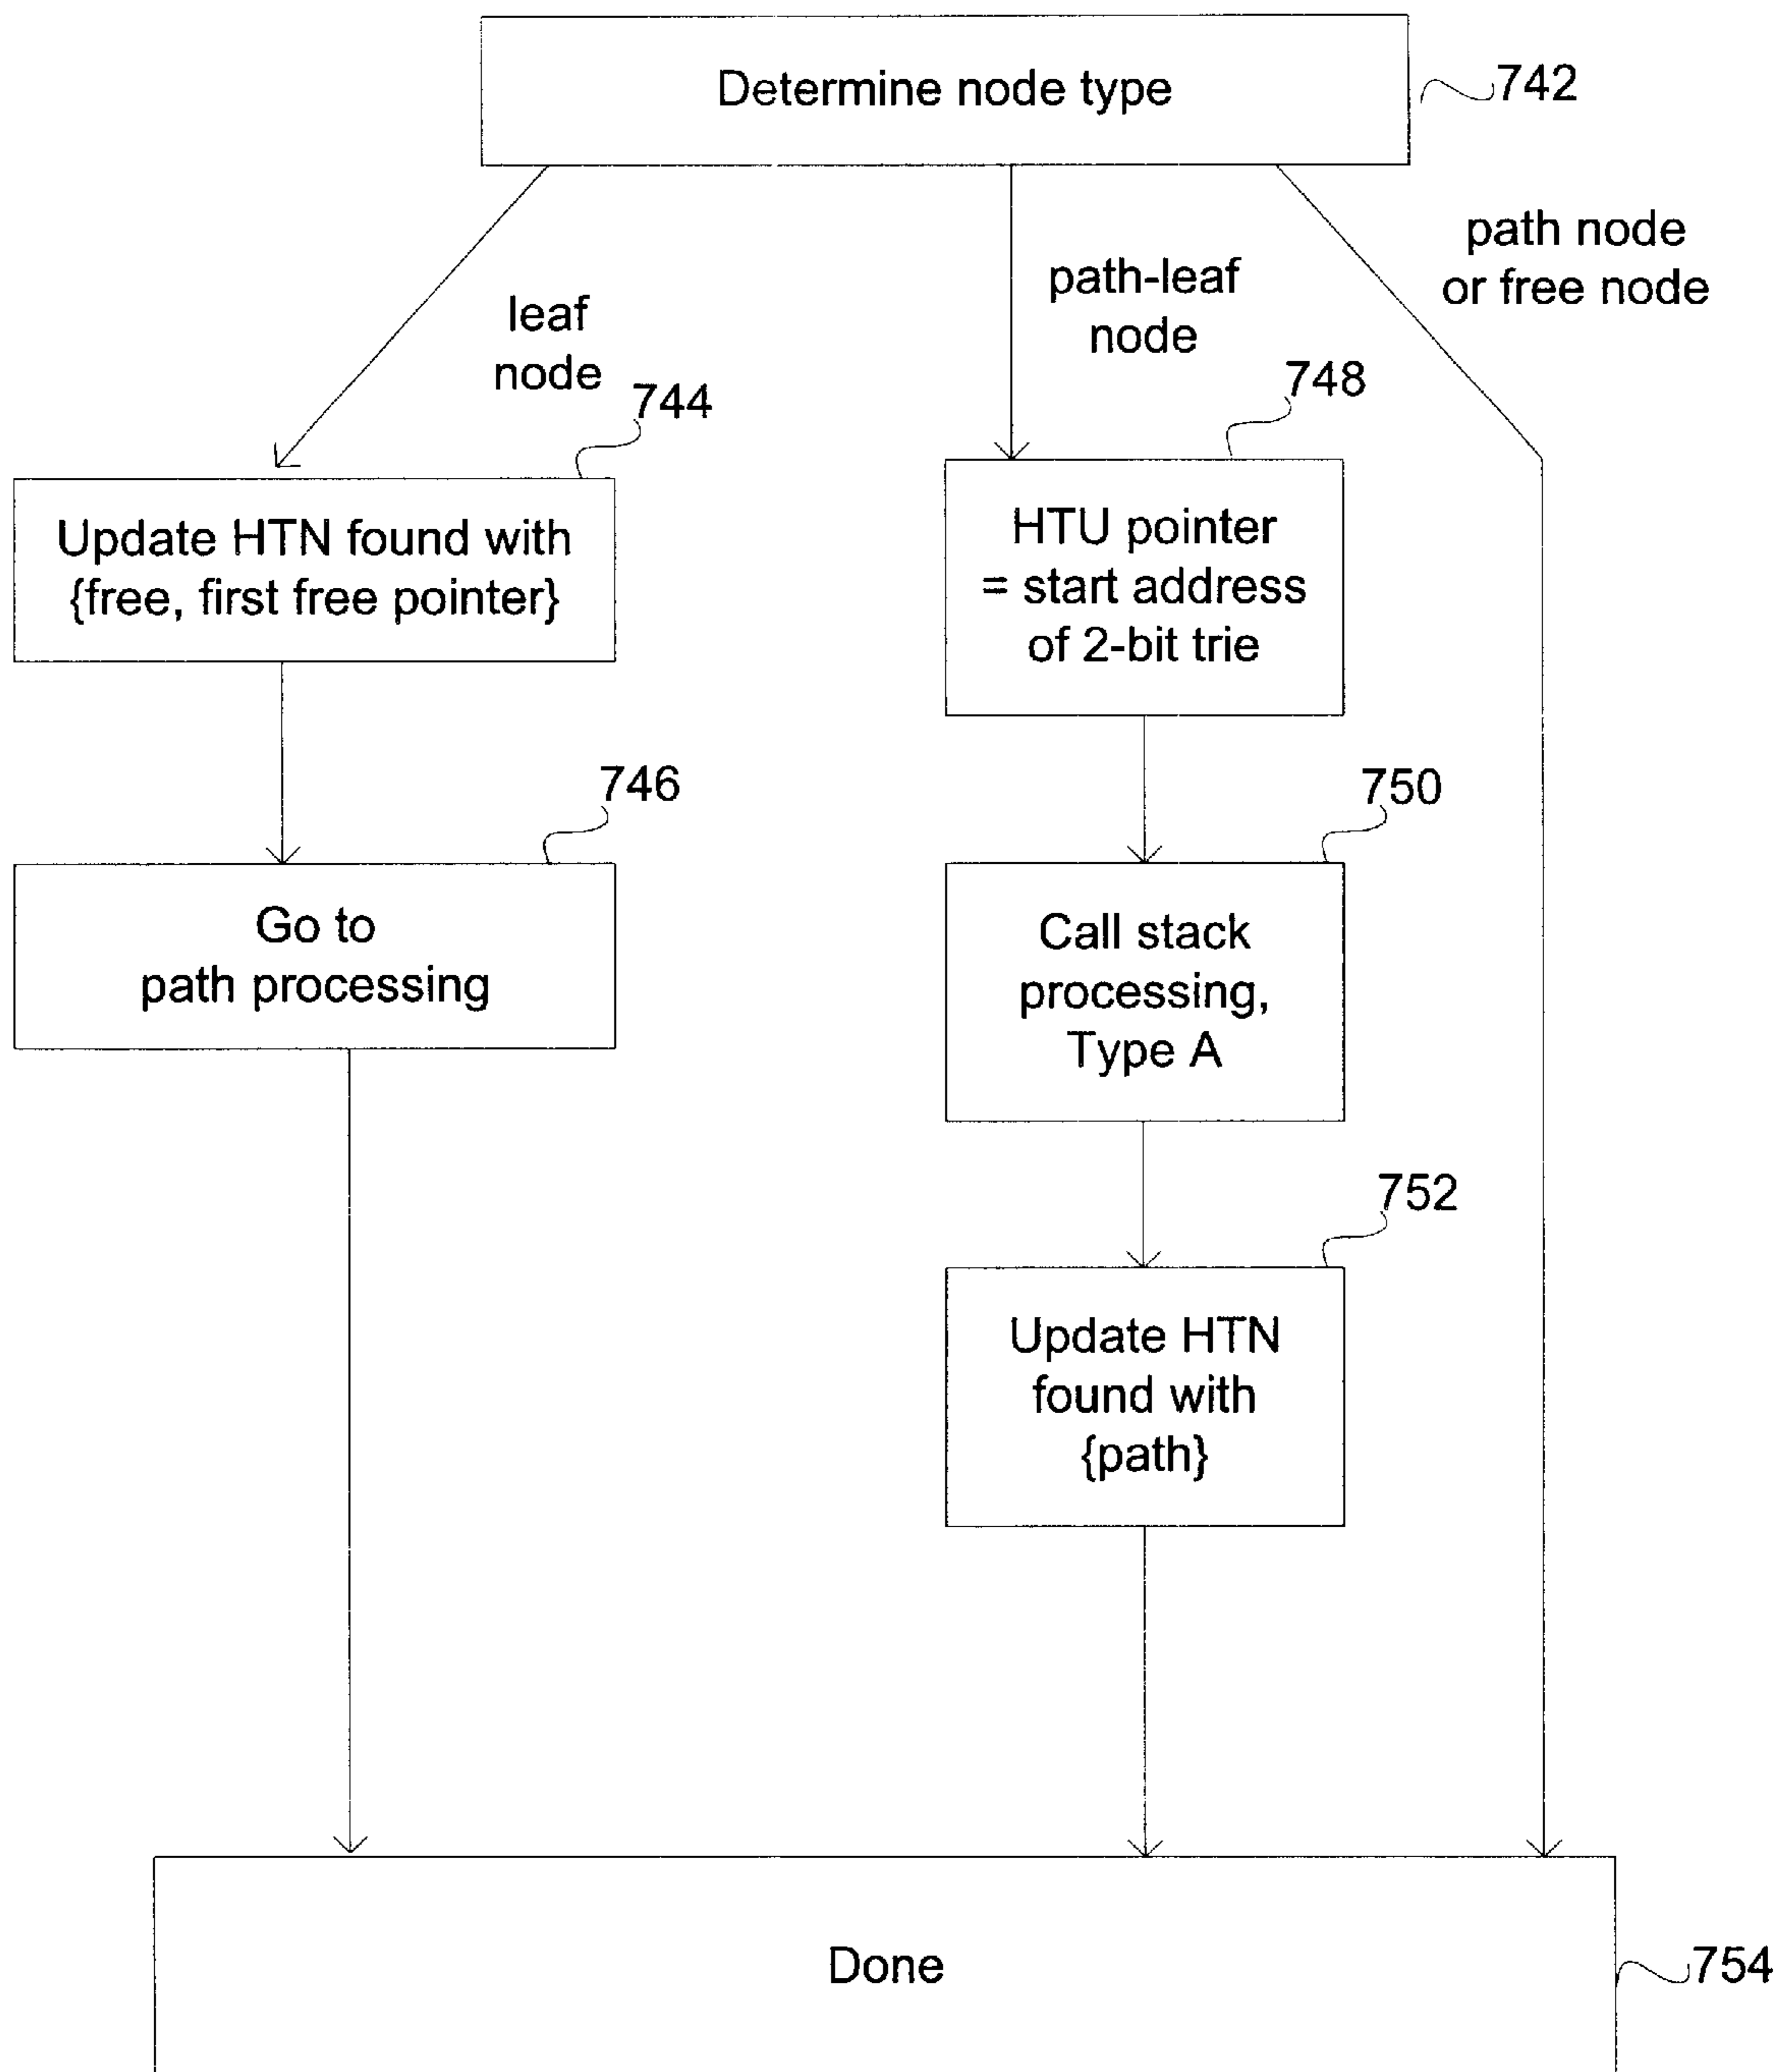 Determine node type
742
path node
or free node
path-leaf
node
leaf
node
744
748
Update HTN found with
{free, first free pointer}
HTU pointer
= start address
of 2-bit trie
746
750
Go to
path processing
Call stack
processing,
Type A
752
Update HTN
found with
{path}
Done
754